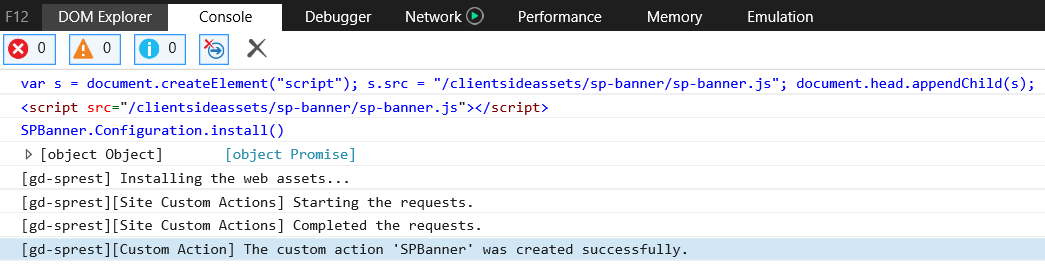 F12 DOM Explorer Console Debugger Network Performance Memory Emulation
0 0 0
var s = document.createElement("script"); s.src = "/clientsideassets/sp-banner/sp-banner.js"; document.head.appendChild(s);
<script src="/clientsideassets/sp-banner/sp-banner.js"></script>
SPBanner.Configuration.install()
[object Object] [object Promise]
[gd-sprest] Installing the web assets...
[gd-sprest][Site Custom Actions] Starting the requests.
[gd-sprest][Site Custom Actions] Completed the requests.
[gd-sprest][Custom Action] The custom action 'SPBanner' was created successfully.